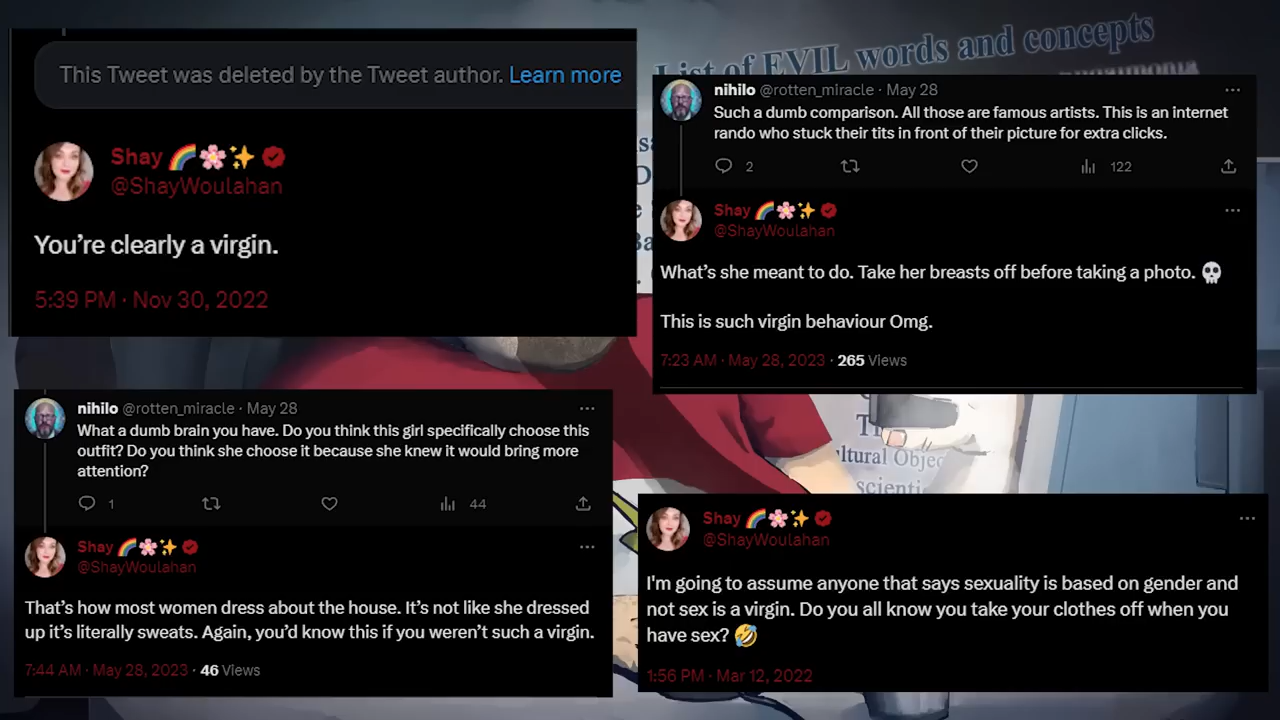 This Tweet was deleted by the Tweet author. Learn more
Shay 🌈🌸✨
@ShayWoulahan
You’re clearly a virgin.
5:39 PM · Nov 30, 2022
List of EVIL words and concepts
nihilo @rotten_miracle · May 28
Such a dumb comparison. All those are famous artists. This is an internet
rando who stuck their tits in front of their picture for extra clicks.
2 122
Shay 🌈🌸✨
@ShayWoulahan
What’s she meant to do. Take her breasts off before taking a photo. 💀
This is such virgin behaviour Omg.
7:23 AM · May 28, 2023 · 265 Views
nihilo @rotten_miracle · May 28
What a dumb brain you have. Do you think this girl specifically choose this
outfit? Do you think she choose it because she knew it would bring more
attention?
1 44
Shay 🌈🌸✨
@ShayWoulahan
That’s how most women dress about the house. It’s not like she dressed
up it’s literally sweats. Again, you’d know this if you weren’t such a virgin.
7:44 AM · May 28, 2023 · 46 Views
ultural Objec
scienti
Shay 🌈🌸✨
@ShayWoulahan
I'm going to assume anyone that says sexuality is based on gender and
not sex is a virgin. Do you all know you take your clothes off when you
have sex? 🤣
1:56 PM · Mar 12, 2022